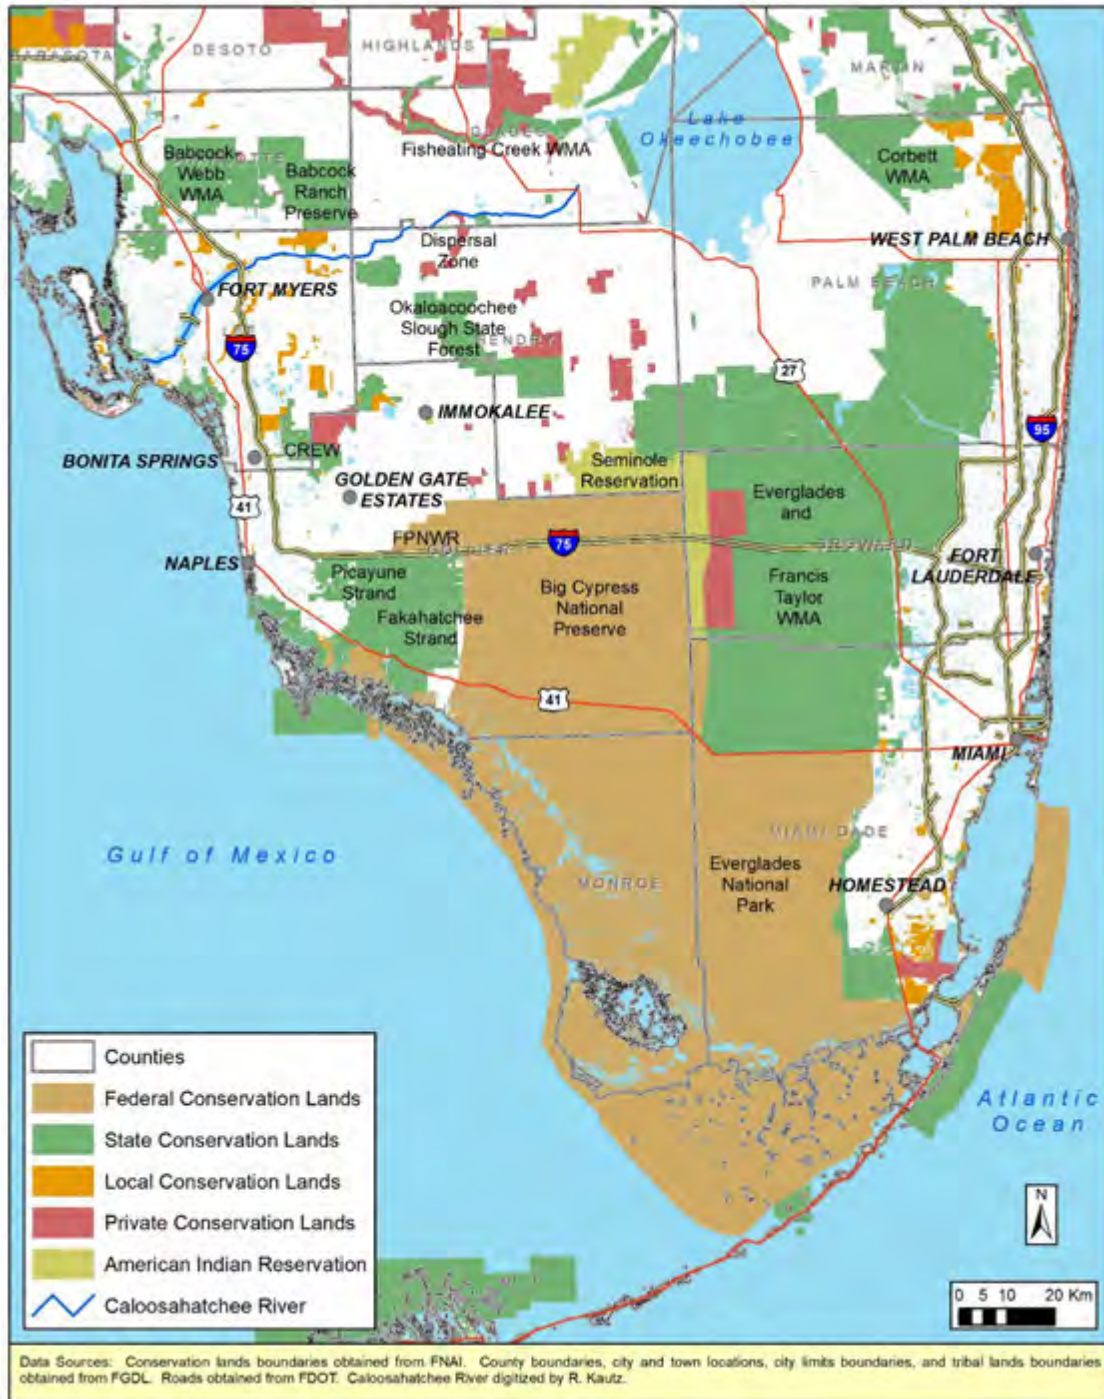 SARASOTA
DESOTO
HIGHLANDS
MARTIN
Lake
Okeechobee
GLADES
Fisheating Creek WMA
Babcock-
Webb
WMA
Babcock
Ranch
Preserve
Corbett
WMA
WEST PALM BEACH
Dispersal
Zone
PALM BEACH
FORT MYERS
Okaloacoochee
Slough State
Forest
HENDRY
75
27
IMMOKALEE
95
CREW
BONITA SPRINGS
Seminole
Reservation
GOLDEN GATE
ESTATES
Everglades
and
41
FPNWR
COLLIER
75
BROWARD
FORT
LAUDERDALE
NAPLES
Picayune
Strand
Big Cypress
National
Preserve
Francis
Taylor
WMA
Fakahatchee
Strand
41
MIAMI
MIAMI-DADE
Gulf of Mexico
Everglades
National
Park
MONROE
HOMESTEAD
Counties
Federal Conservation Lands
State Conservation Lands
Local Conservation Lands
Private Conservation Lands
American Indian Reservation
Caloosahatchee River
Atlantic
Ocean
N
0 5 10 20 Km
Data Sources: Conservation lands boundaries obtained from FNAI. County boundaries, city and town locations, city limits boundaries, and tribal lands boundaries
obtained from FGDL. Roads obtained from FDOT. Caloosahatchee River digitized by R. Kautz.